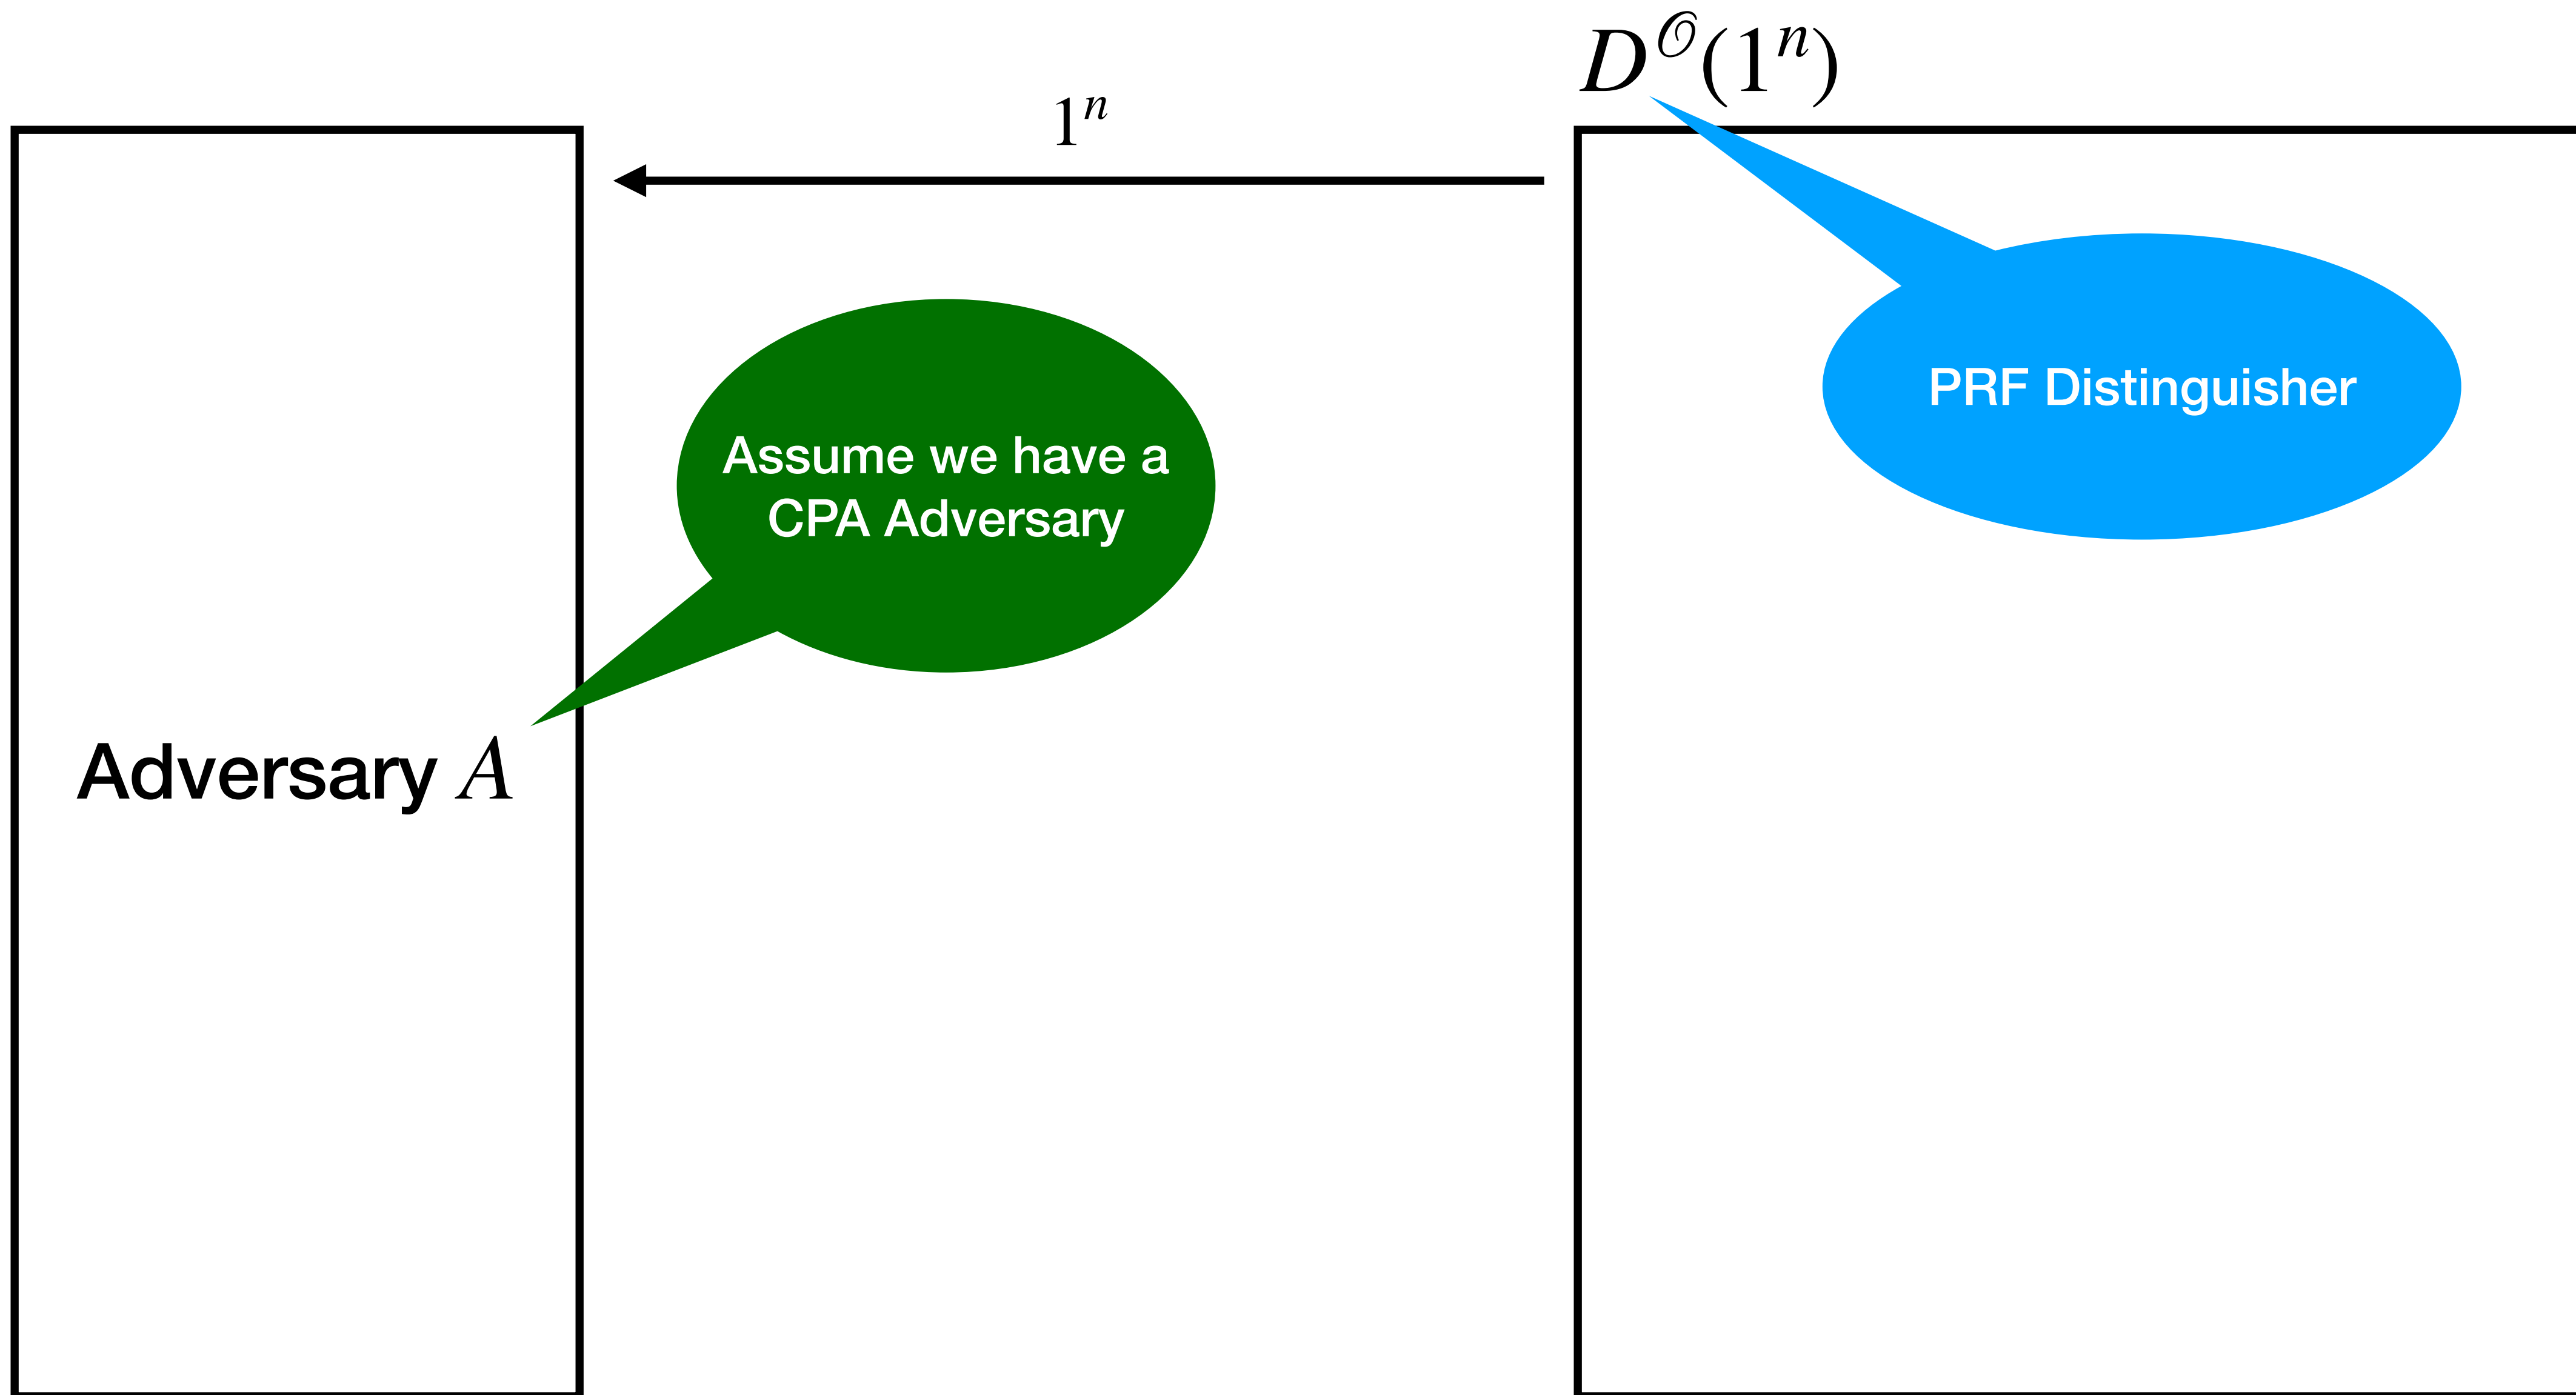 D^𝒪(1^n)
1^n
PRF Distinguisher
Assume we have a
CPA Adversary
Adversary A